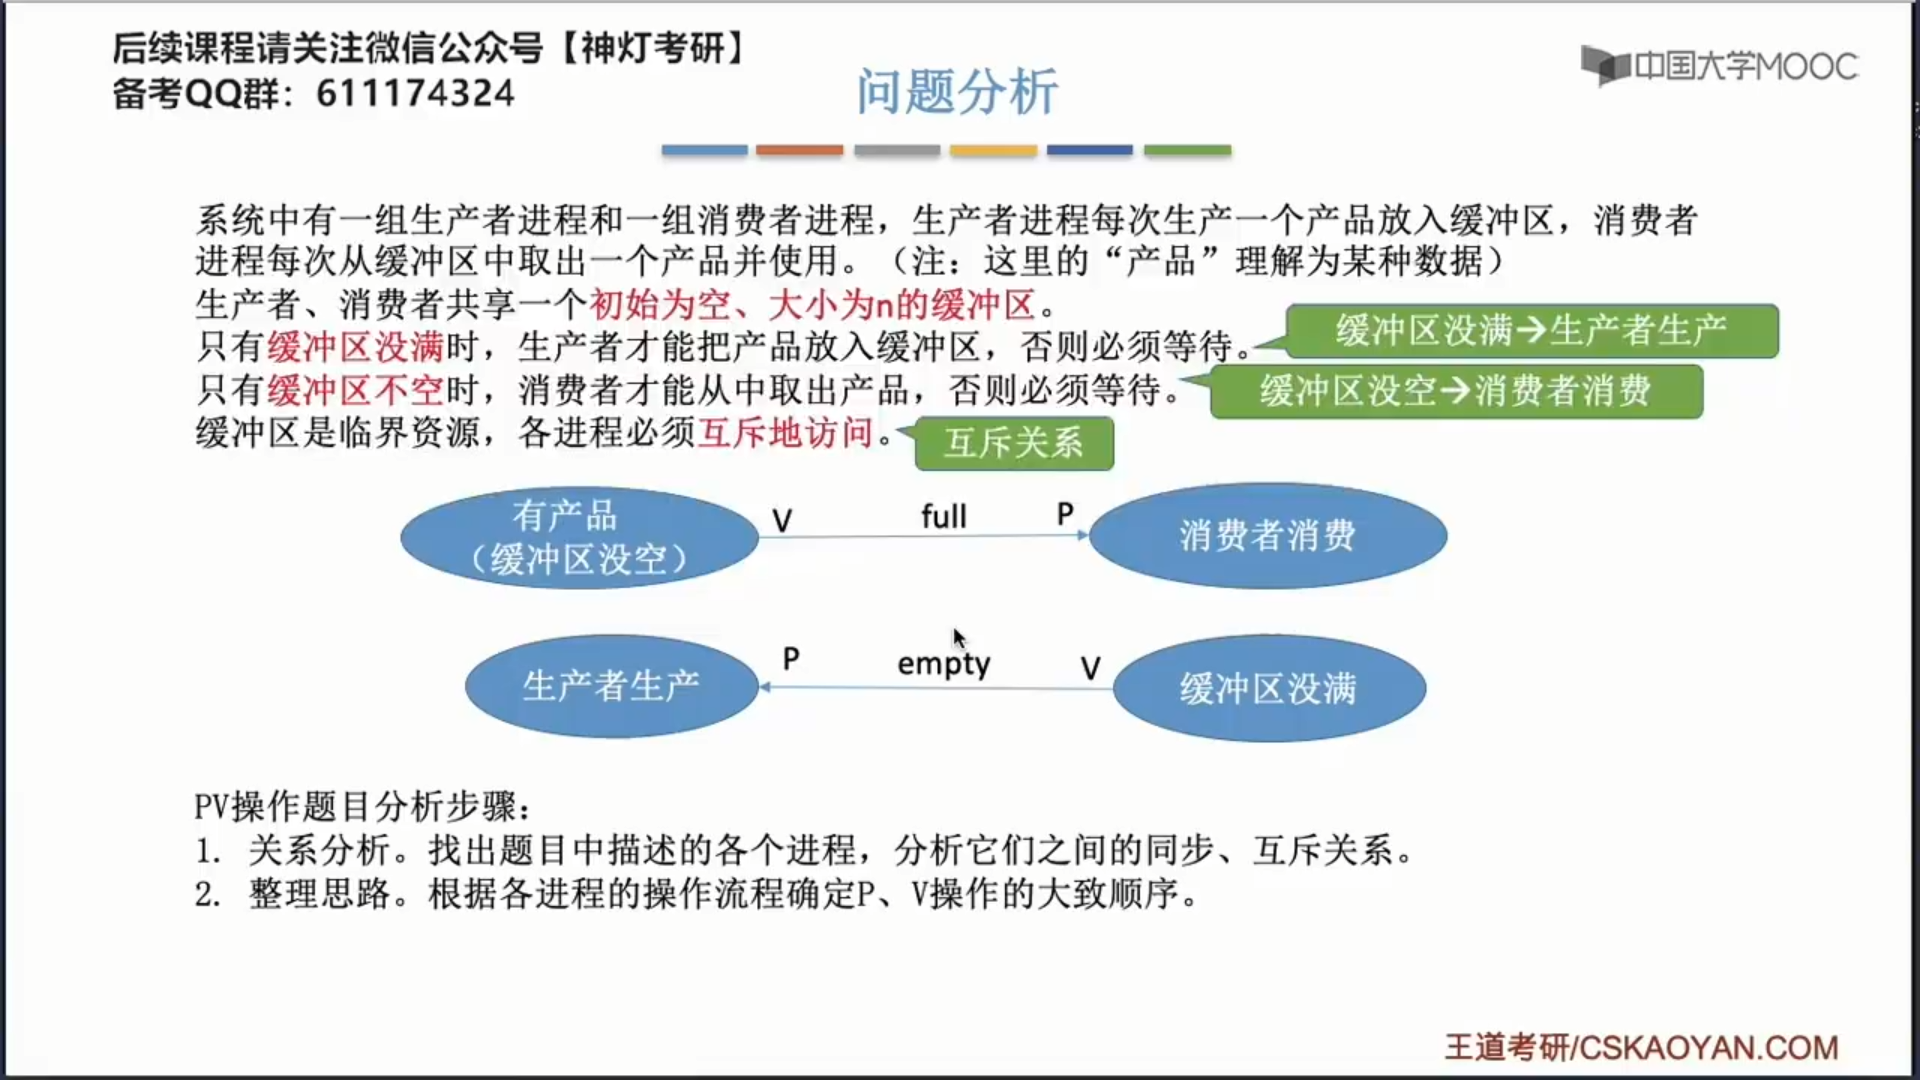 后续课程请关注微信公众号【神灯考研】
备考QQ群：611174324
中国大学MOOC
问题分析
系统中有一组生产者进程和一组消费者进程，生产者进程每次生产一个产品放入缓冲区，消费者
进程每次从缓冲区中取出一个产品并使用。（注：这里的“产品”理解为某种数据）
生产者、消费者共享一个初始为空、大小为n的缓冲区。
只有缓冲区没满时，生产者才能把产品放入缓冲区，否则必须等待。
缓冲区没满→生产者生产
只有缓冲区不空时，消费者才能从中取出产品，否则必须等待。
缓冲区没空→消费者消费
缓冲区是临界资源，各进程必须互斥地访问。
互斥关系
有产品
（缓冲区没空）
V
full
P
消费者消费
生产者生产
P
empty
V
缓冲区没满
PV操作题目分析步骤：
1. 关系分析。找出题目中描述的各个进程，分析它们之间的同步、互斥关系。
2. 整理思路。根据各进程的操作流程确定P、V操作的大致顺序。
王道考研/CSKAOYAN.COM